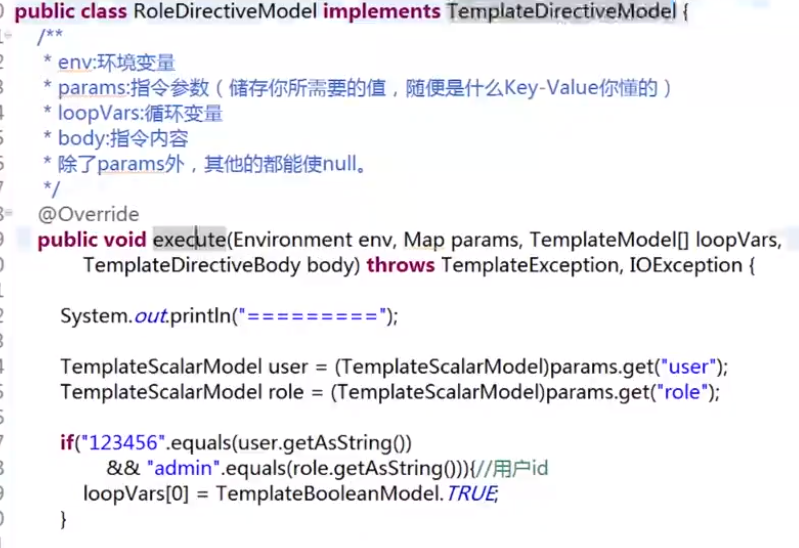 public class RoleDirectiveModel implements TemplateDirectiveModel {
/**
* env:环境变量
* params:指令参数（储存你所需要的值，随便是什么Key-Value你懂的）
* loopVars:循环变量
* body:指令内容
* 除了params外，其他的都能使null。
*/
@Override
public void execute(Environment env, Map params, TemplateModel[] loopVars,
TemplateDirectiveBody body) throws TemplateException, IOException {
System.out.println("=========");
TemplateScalarModel user = (TemplateScalarModel)params.get("user");
TemplateScalarModel role = (TemplateScalarModel)params.get("role");
if("123456".equals(user.getAsString())
&& "admin".equals(role.getAsString())){//用户id
loopVars[0] = TemplateBooleanModel.TRUE;
}